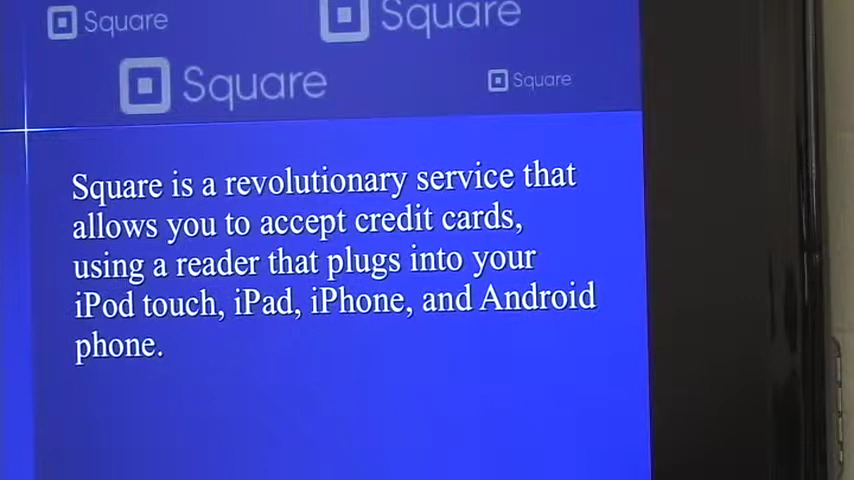 Square Square
Square Square
Square is a revolutionary service that
allows you to accept credit cards,
using a reader that plugs into your
iPod touch, iPad, iPhone, and Android
phone.